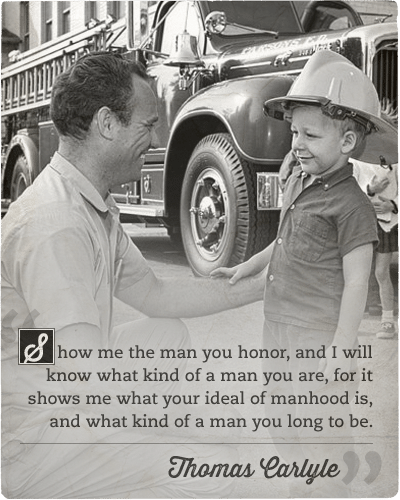 Show me the man you honor, and I will
know what kind of a man you are, for it
shows me what your ideal of manhood is,
and what kind of a man you long to be.
Thomas Carlyle